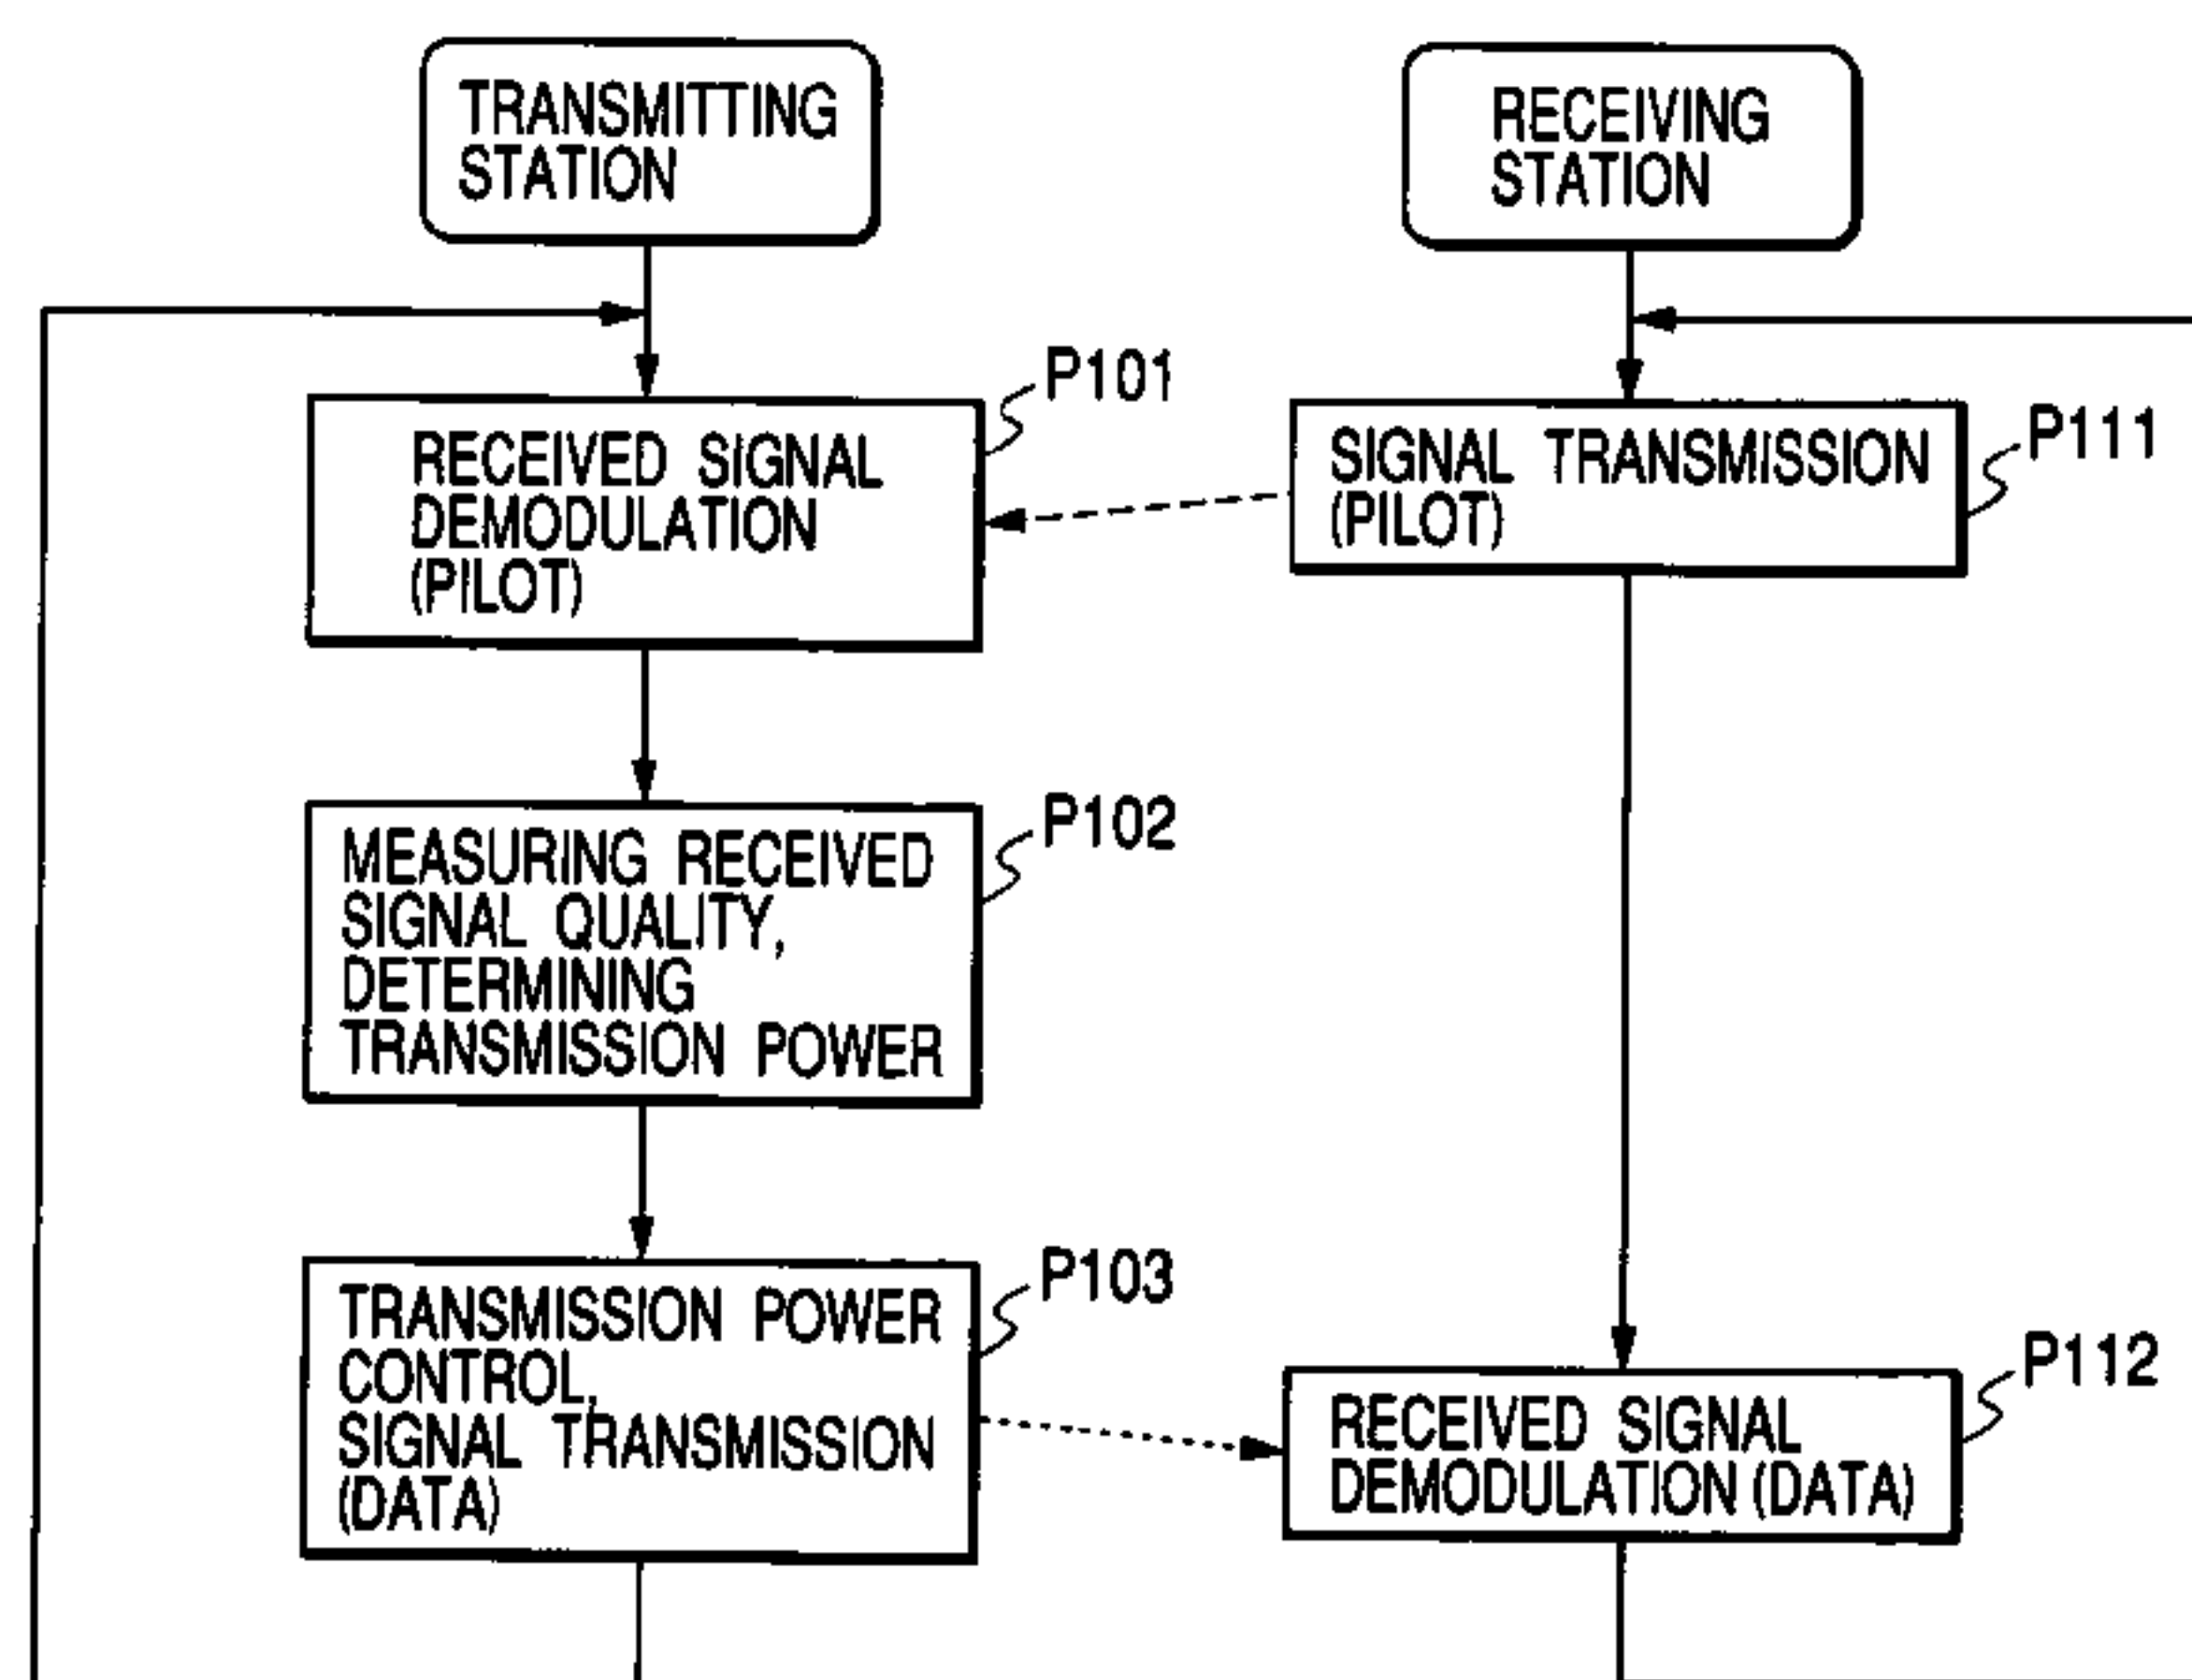 TRANSMITTING
STATION
RECEIVING
STATION
P101
RECEIVED SIGNAL
DEMODULATION
(PILOT)
P111
SIGNAL TRANSMISSION
(PILOT)
P102
MEASURING RECEIVED
SIGNAL QUALITY,
DETERMINING
TRANSMISSION POWER
P103
TRANSMISSION POWER
CONTROL,
SIGNAL TRANSMISSION
(DATA)
P112
RECEIVED SIGNAL
DEMODULATION (DATA)